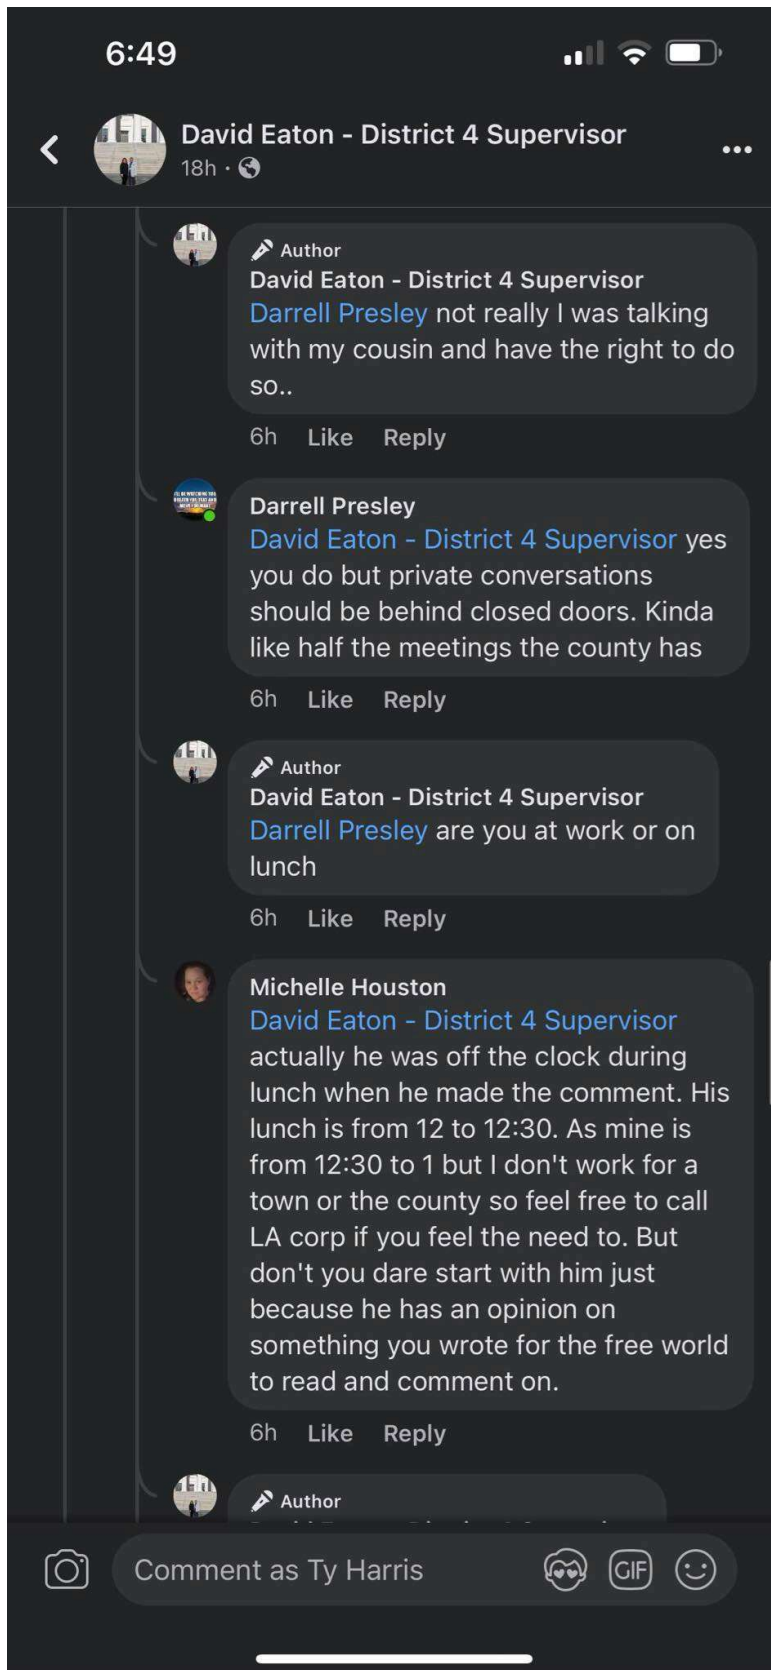 6:49
David Eaton - District 4 Supervisor
18h ·
Author
David Eaton - District 4 Supervisor
Darrell Presley not really I was talking
with my cousin and have the right to do
so..
6h Like Reply
Darrell Presley
David Eaton - District 4 Supervisor yes
you do but private conversations
should be behind closed doors. Kinda
like half the meetings the county has
6h Like Reply
Author
David Eaton - District 4 Supervisor
Darrell Presley are you at work or on
lunch
6h Like Reply
Michelle Houston
David Eaton - District 4 Supervisor
actually he was off the clock during
lunch when he made the comment. His
lunch is from 12 to 12:30. As mine is
from 12:30 to 1 but I don't work for a
town or the county so feel free to call
LA corp if you feel the need to. But
don't you dare start with him just
because he has an opinion on
something you wrote for the free world
to read and comment on.
6h Like Reply
Author
Comment as Ty Harris
GIF